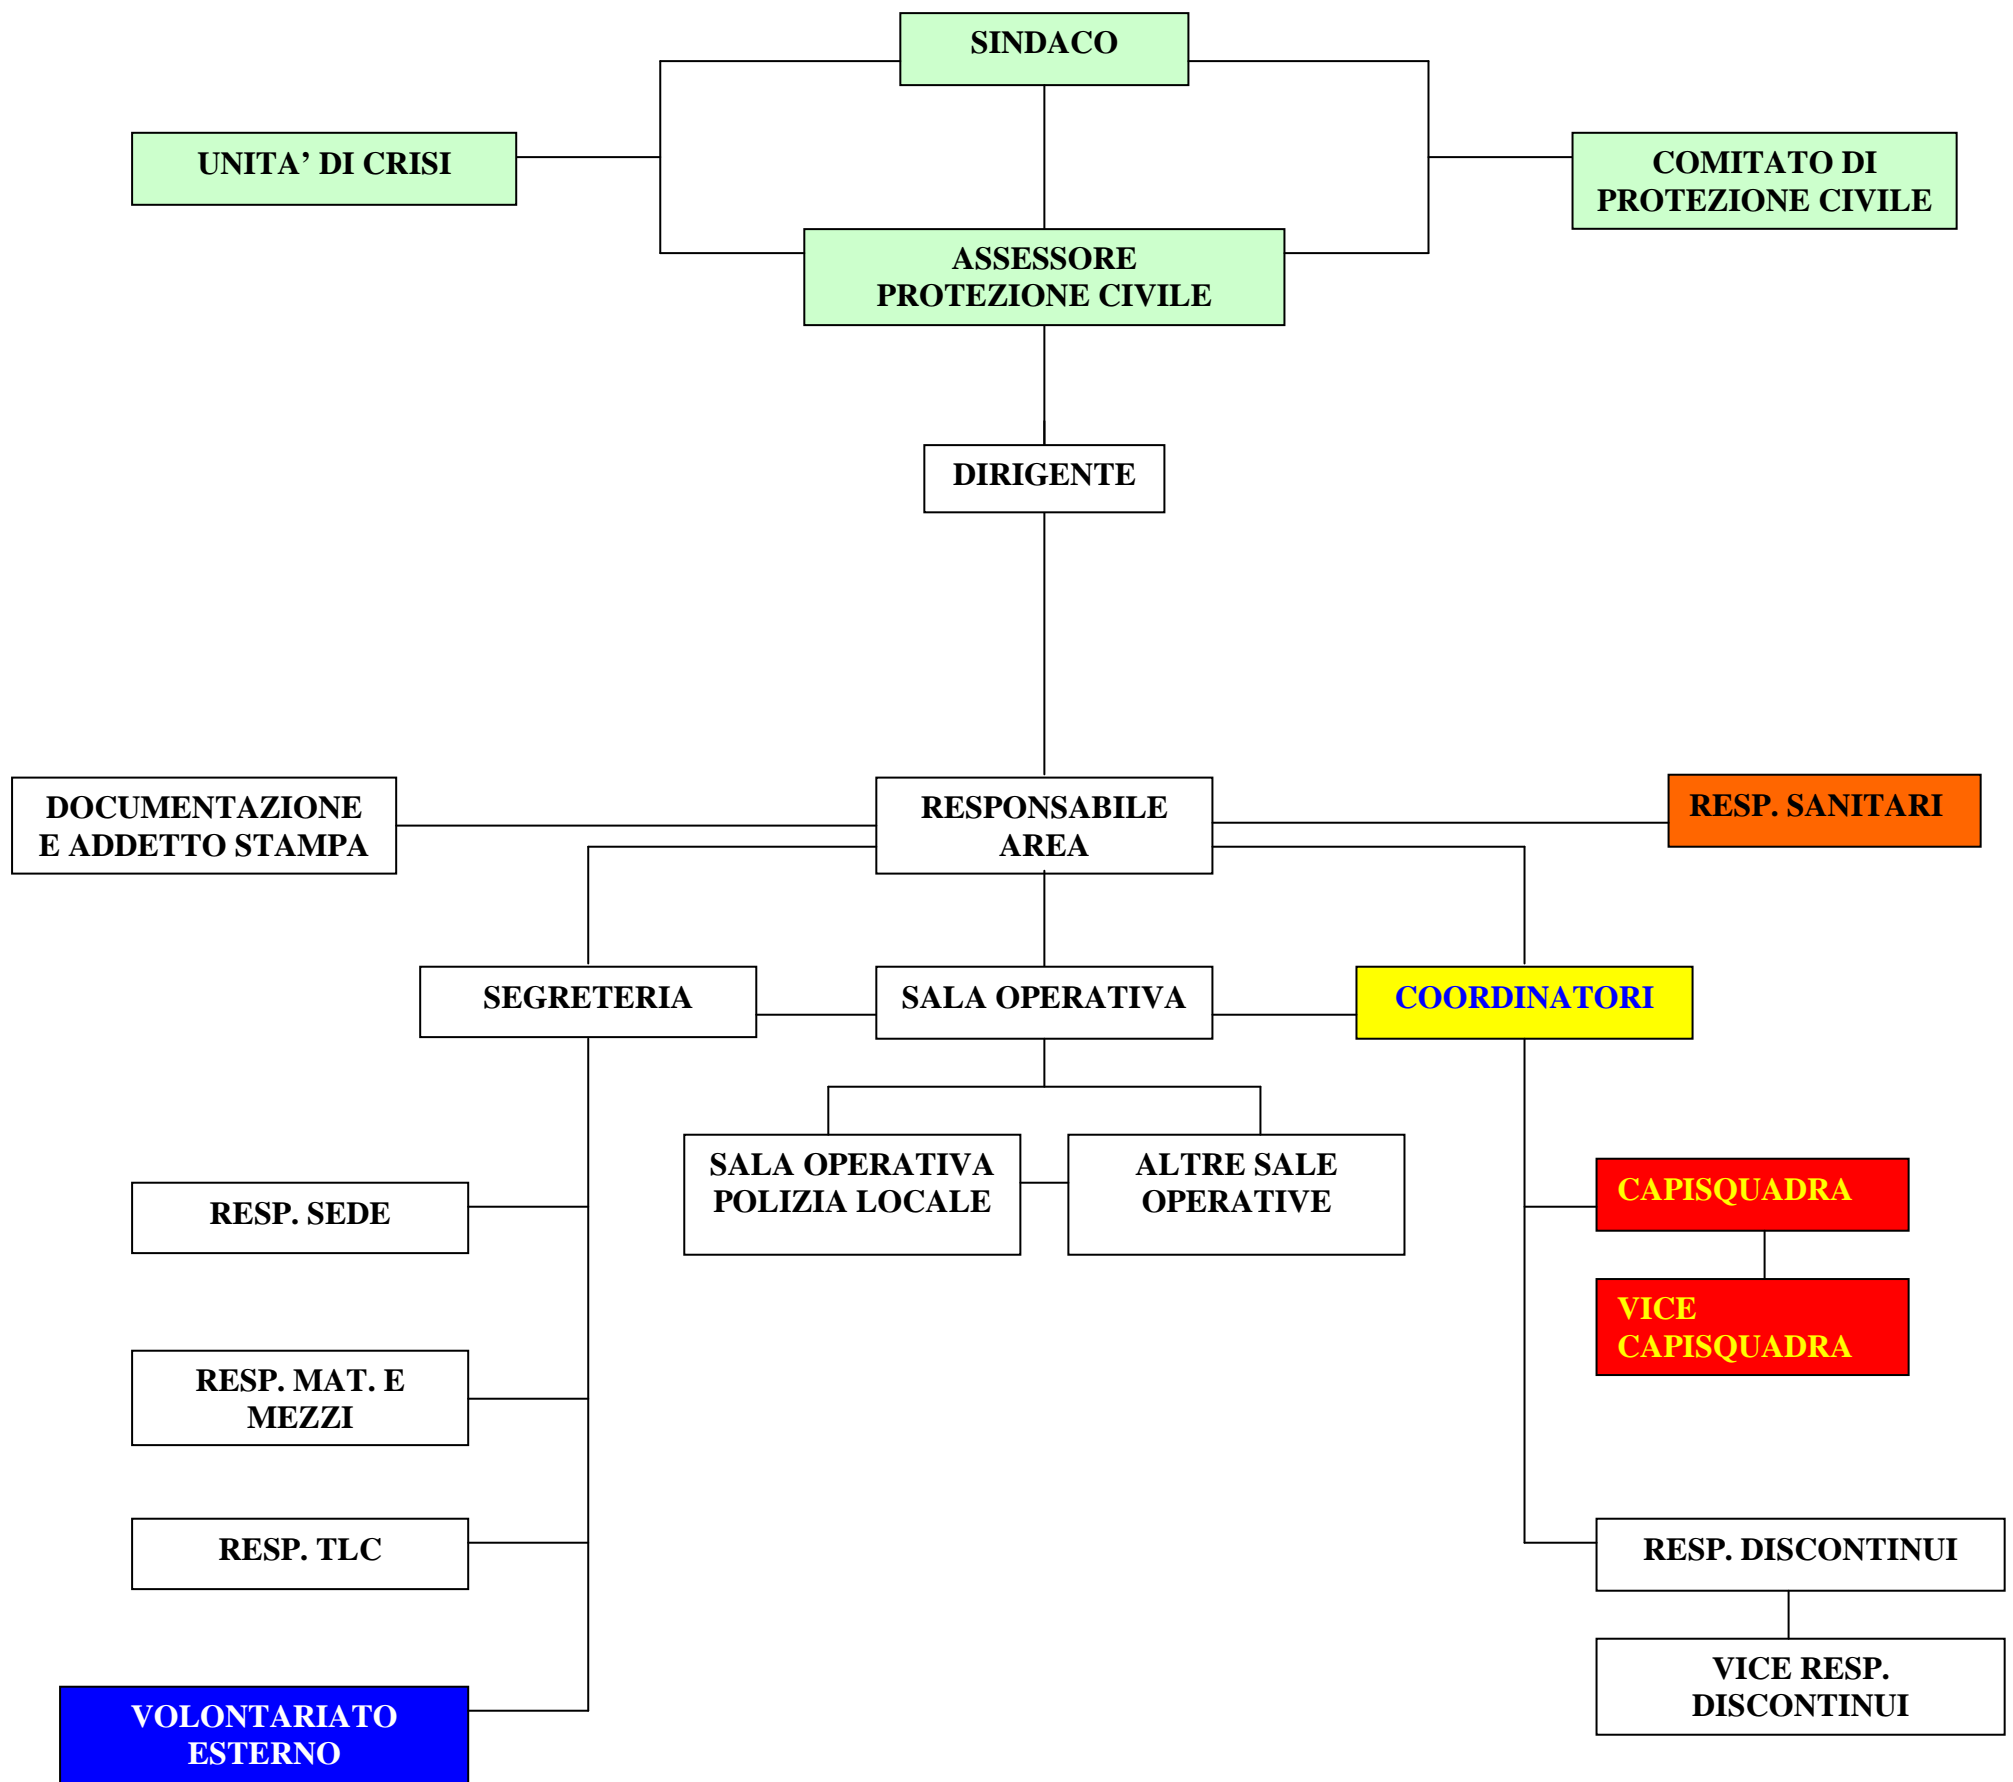 SINDACO
UNITA’ DI CRISI
COMITATO DI
PROTEZIONE CIVILE
ASSESSORE
PROTEZIONE CIVILE
DIRIGENTE
DOCUMENTAZIONE
E ADDETTO STAMPA
RESPONSABILE
AREA
RESP. SANITARI
SEGRETERIA
SALA OPERATIVA
COORDINATORI
SALA OPERATIVA
POLIZIA LOCALE
ALTRE SALE
OPERATIVE
CAPISQUADRA
RESP. SEDE
VICE
CAPISQUADRA
RESP. MAT. E
MEZZI
RESP. TLC
RESP. DISCONTINUI
VICE RESP.
DISCONTINUI
VOLONTARIATO
ESTERNO